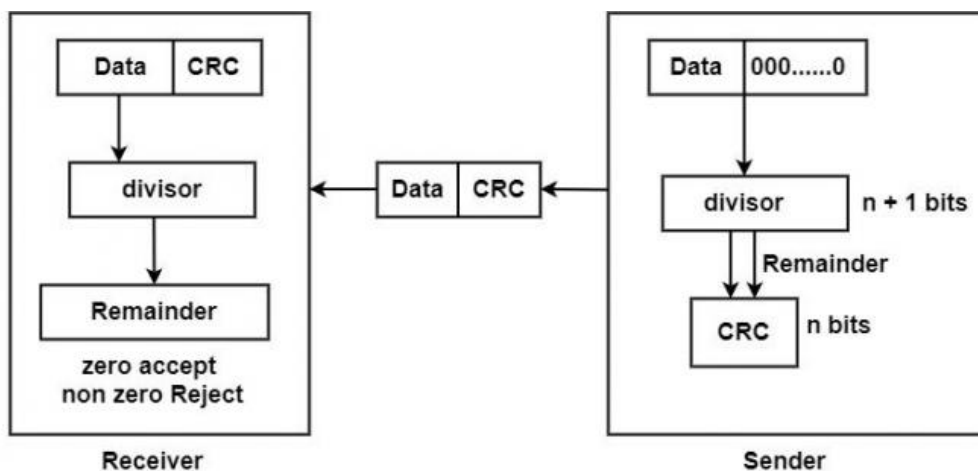 Data CRC
divisor
Remainder
zero accept
non zero Reject
Receiver
Data CRC
Data 000......0
divisor
n + 1 bits
Remainder
CRC
n bits
Sender